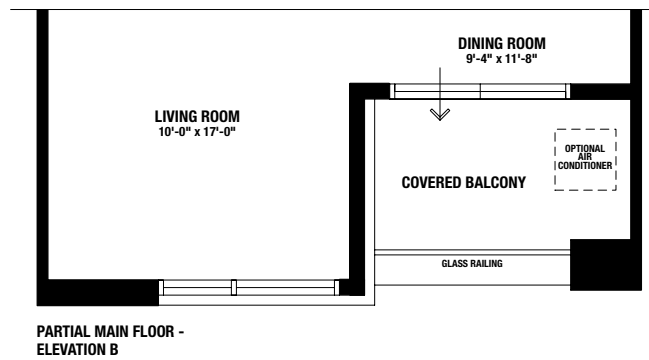 DINING ROOM
9'-4" x 11'-8"
LIVING ROOM
10'-0" x 17'-0"
OPTIONAL
AIR
CONDITIONER
COVERED BALCONY
GLASS RAILING
PARTIAL MAIN FLOOR -
ELEVATION B